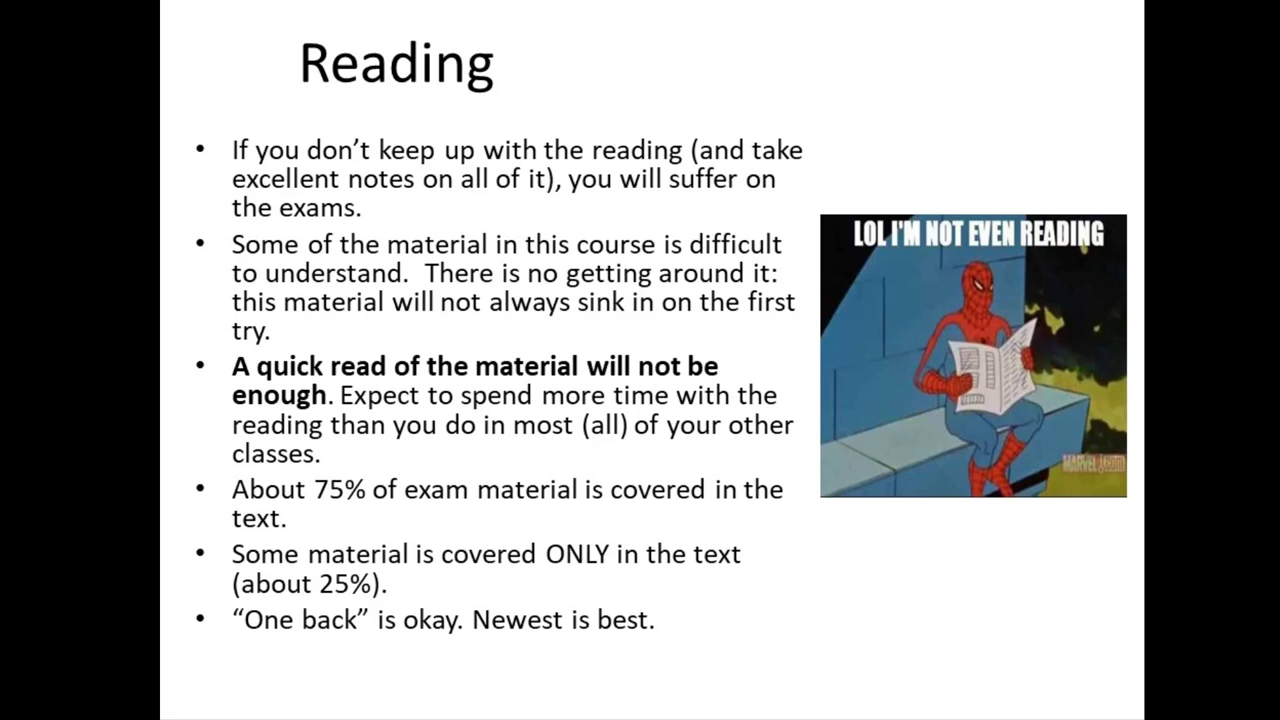 Reading
• If you don’t keep up with the reading (and take
excellent notes on all of it), you will suffer on
the exams.
• Some of the material in this course is difficult
to understand.  There is no getting around it:
this material will not always sink in on the first
try.
• A quick read of the material will not be
enough. Expect to spend more time with the
reading than you do in most (all) of your other
classes.
• About 75% of exam material is covered in the
text.
• Some material is covered ONLY in the text
(about 25%).
• “One back” is okay. Newest is best.
LOL I'M NOT EVEN READING
MARVEL